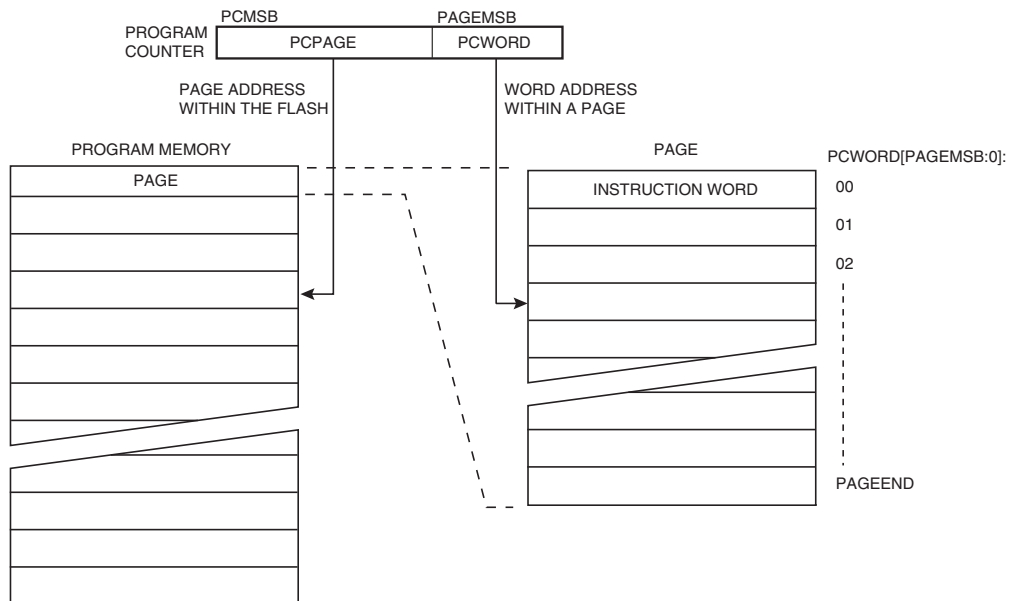 PCMSB PAGEMSB
PROGRAM
COUNTER
PCPAGE PCWORD
PAGE ADDRESS
WITHIN THE FLASH
WORD ADDRESS
WITHIN A PAGE
PROGRAM MEMORY
PAGE
PAGE
PCWORD[PAGEMSB:0]:
INSTRUCTION WORD
00
01
02
PAGEEND